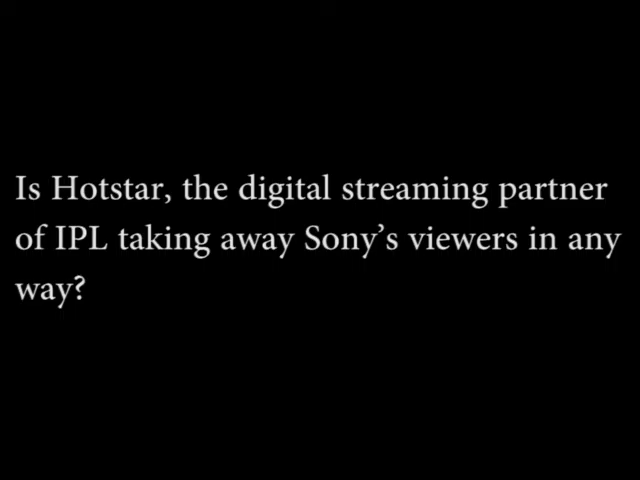 Is Hotstar, the digital streaming partner
of IPL taking away Sony’s viewers in any
way?